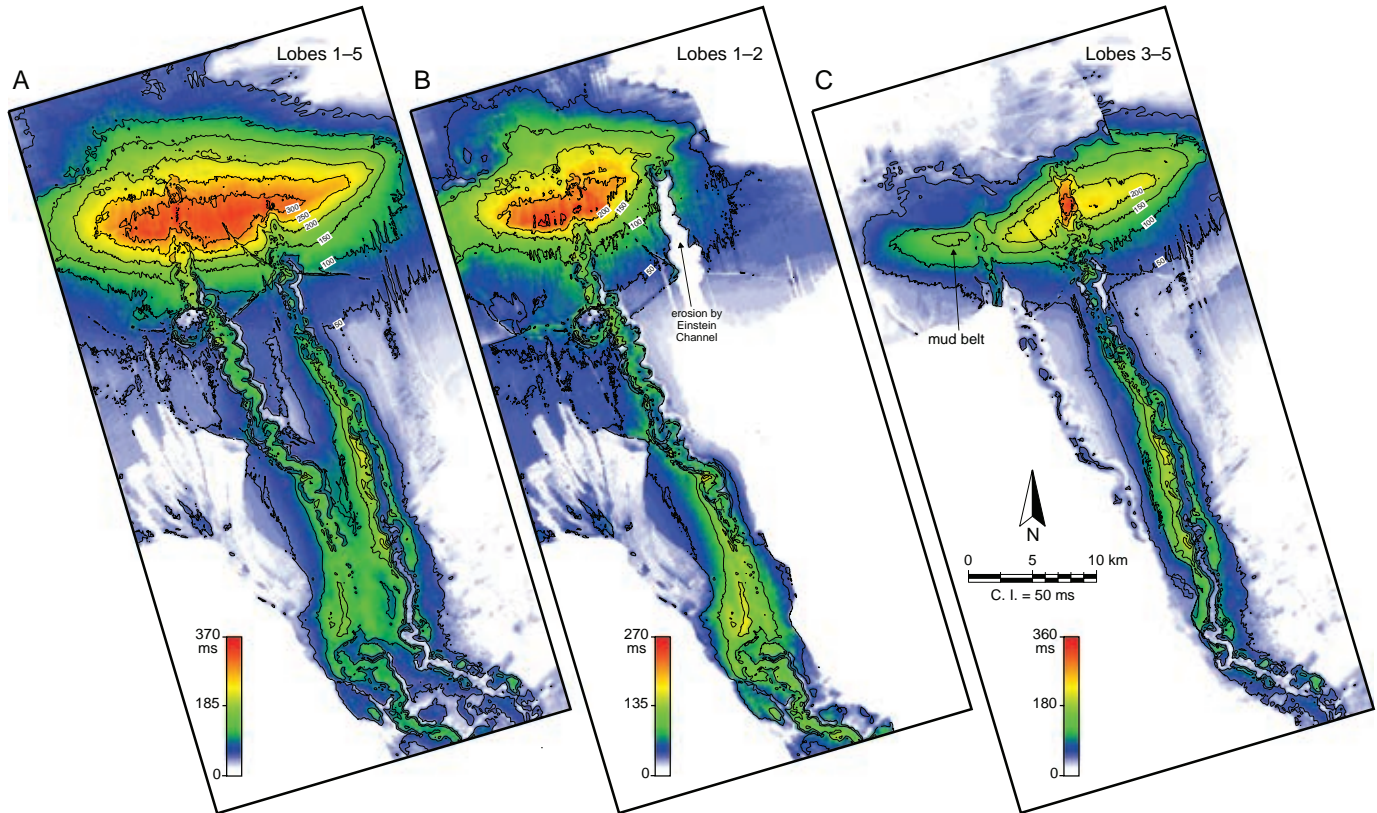 A
Lobes 1–5
300
250
200
150
100
50
370
ms
185
0
B
Lobes 1–2
200
150
100
50
erosion by
Einstein
Channel
270
ms
135
0
C
Lobes 3–5
200
150
100
50
mud belt
N
0 5 10 km
C. I. = 50 ms
360
ms
180
0